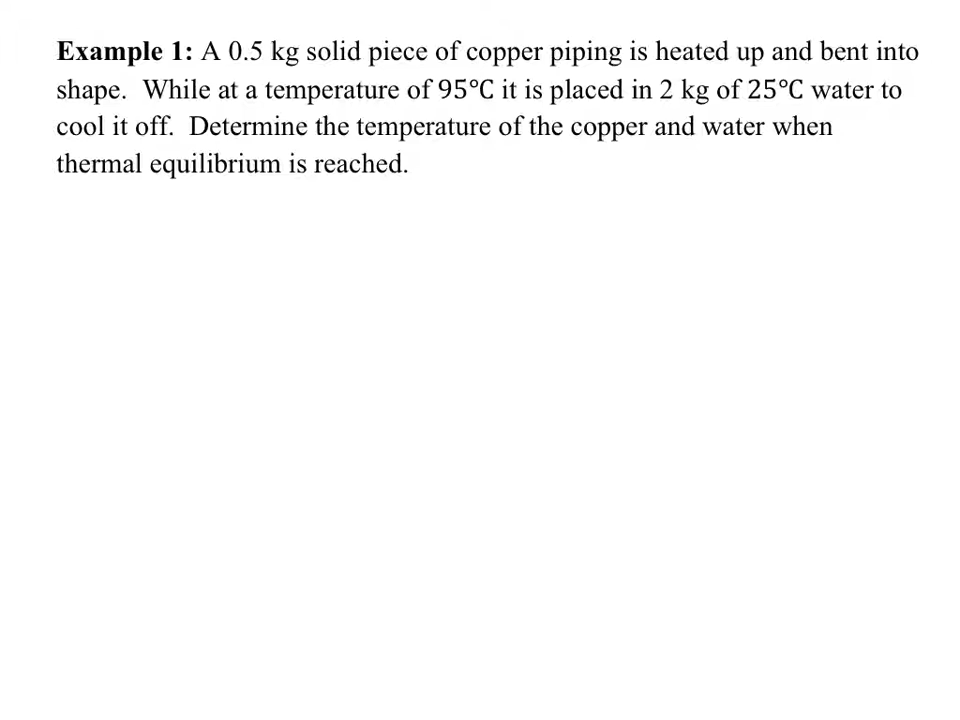 Example 1: A 0.5 kg solid piece of copper piping is heated up and bent into
shape.  While at a temperature of 95℃ it is placed in 2 kg of 25℃ water to
cool it off.  Determine the temperature of the copper and water when
thermal equilibrium is reached.